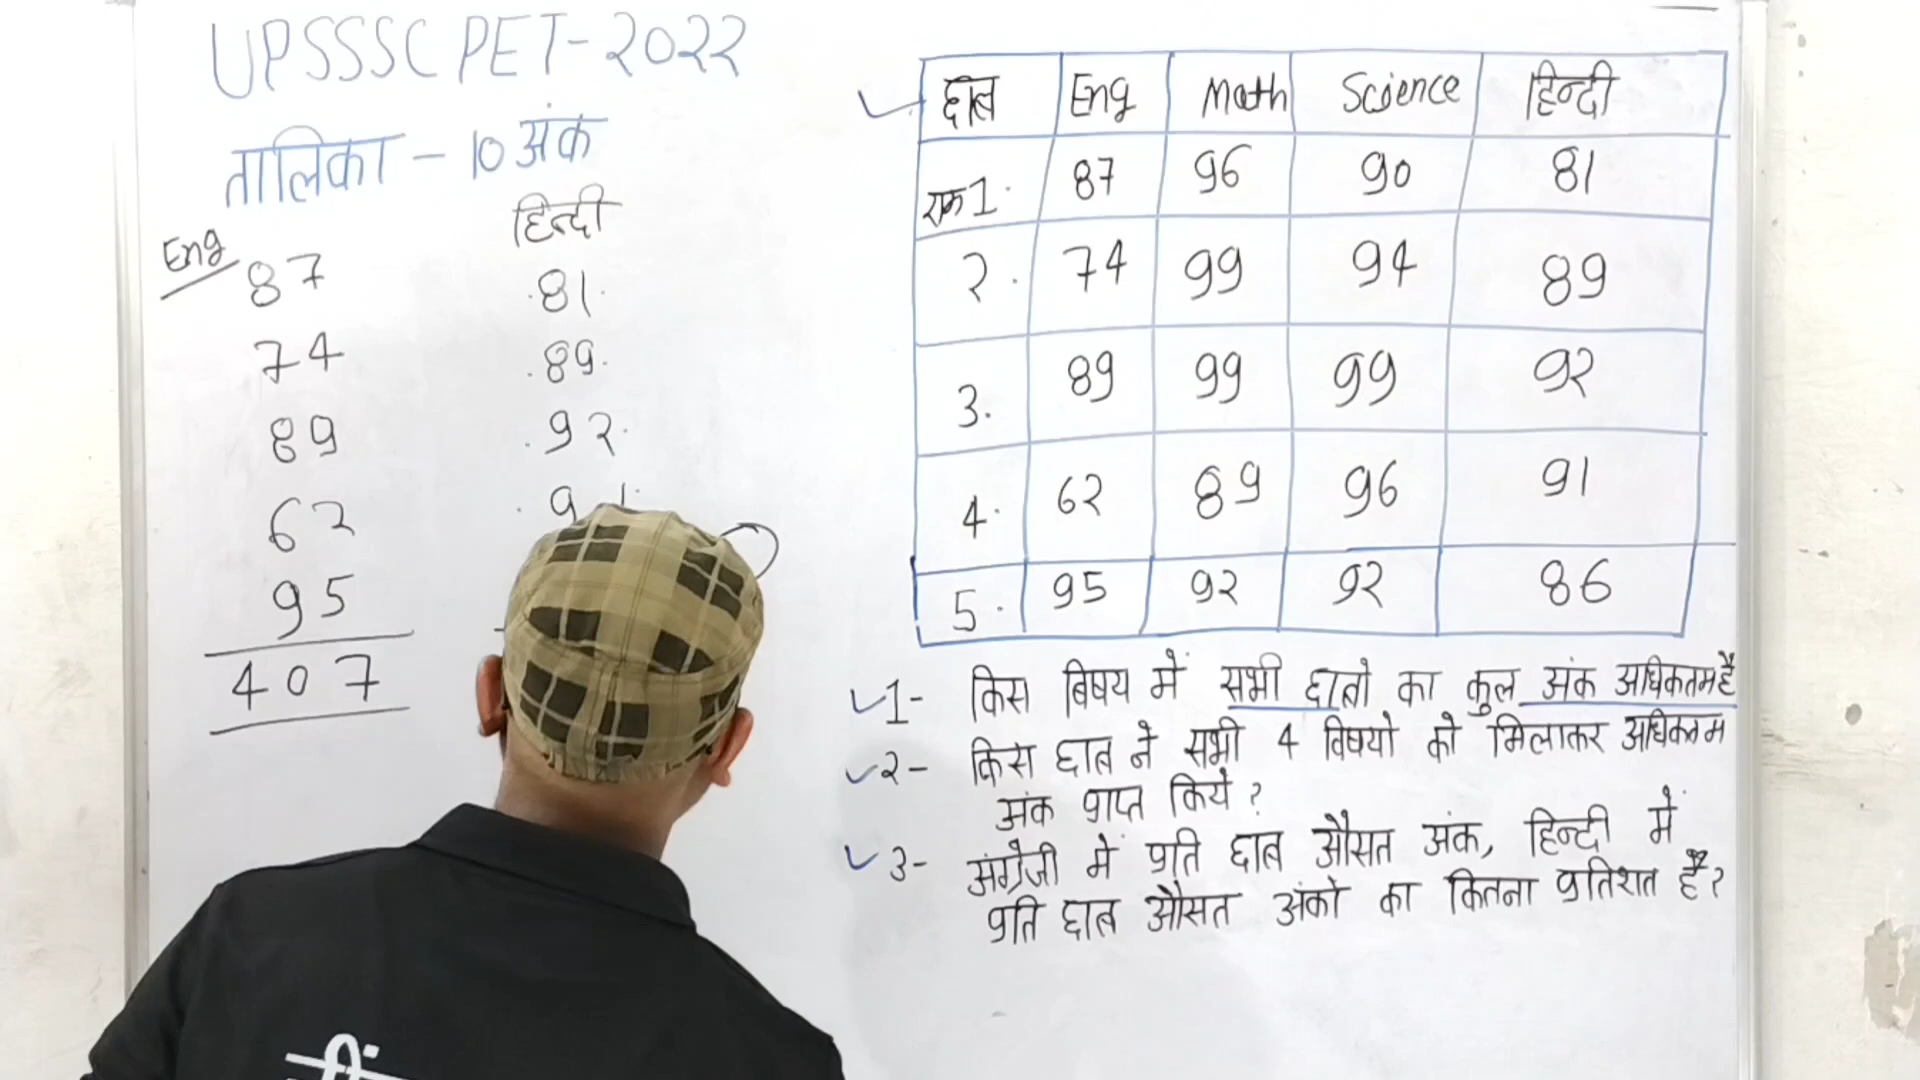 UPSSSC PET-2022
तालिका - 10 अंक
Eng
87
74
89
62
95
407
हिन्दी
81
89
92
9
छात्र Eng Math Science हिन्दी
1. 87 96 90 81
2. 74 99 94 89
3. 89 99 99 92
4. 62 89 96 91
5. 95 92 92 86
1- किस विषय में सभी छात्रो का कुल अंक अधिकतम है
2- किस छात्र ने सभी 4 विषयो को मिलाकर अधिकतम
अंक प्राप्त किये ?
3- अंग्रेजी में प्रति छात्र औसत अंक, हिन्दी में
प्रति छात्र औसत अंको का कितना प्रतिशत है ?